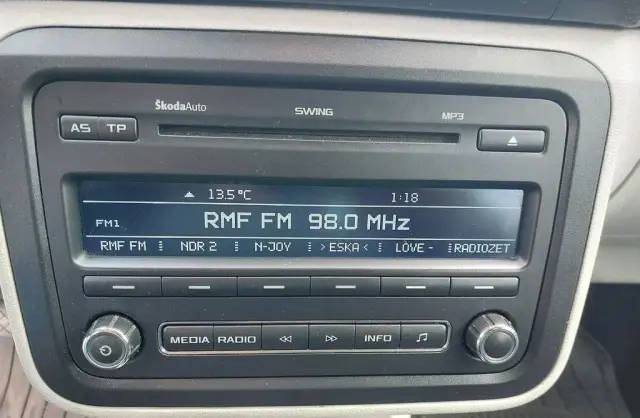 ŠkodaAuto SWING MP3
AS TP
13.5°C 1:18
FM1 RMF FM 98.0 MHz
RMF FM NDR 2 N-JOY >ESKA< LOVE - RADIOZET
MEDIA RADIO INFO